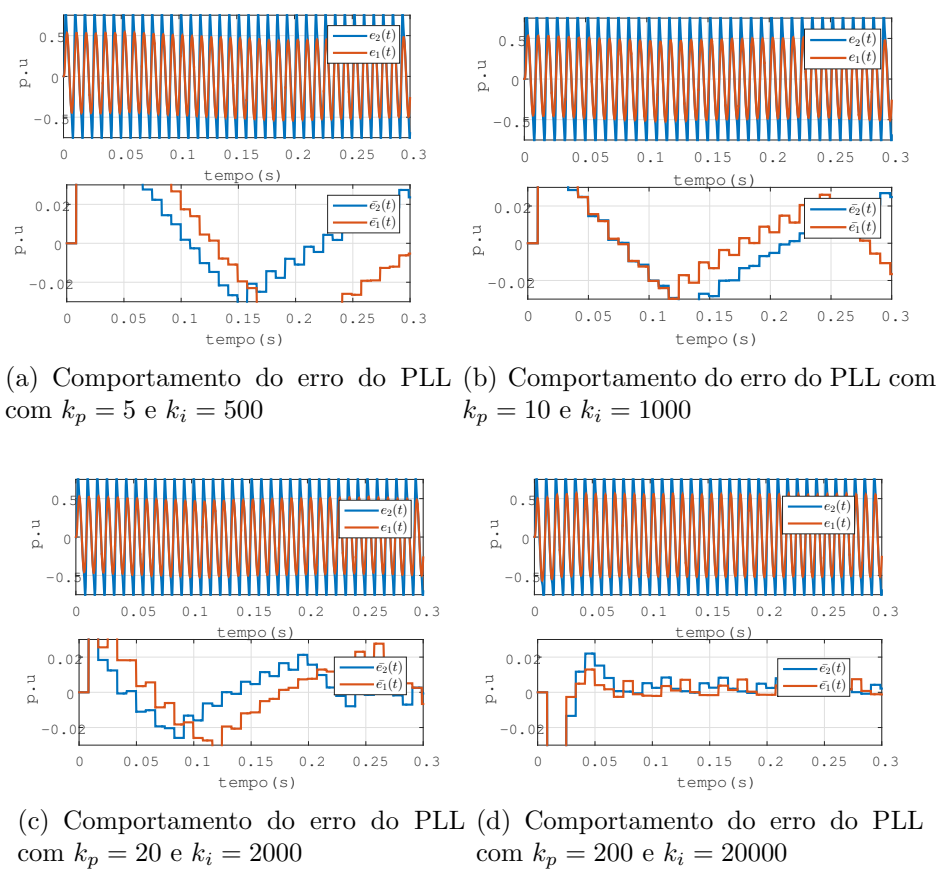 0.5
0
−0.5
p.u
e₂(t)
e₁(t)
0 0.05 0.1 0.15 0.2 0.25 0.3
tempo(s)
0.02
0
−0.02
p.u
ē₂(t)
ē₁(t)
0 0.05 0.1 0.15 0.2 0.25 0.3
tempo(s)
(a) Comportamento do erro do PLL
com kₚ = 5 e kᵢ = 500
0.5
0
−0.5
p.u
e₂(t)
e₁(t)
0 0.05 0.1 0.15 0.2 0.25 0.3
tempo(s)
0.02
0
−0.02
p.u
ē₂(t)
ē₁(t)
0 0.05 0.1 0.15 0.2 0.25 0.3
tempo(s)
(b) Comportamento do erro do PLL com
kₚ = 10 e kᵢ = 1000
0.5
0
−0.5
p.u
e₂(t)
e₁(t)
0 0.05 0.1 0.15 0.2 0.25 0.3
tempo(s)
0.02
0
−0.02
p.u
ē₂(t)
ē₁(t)
0 0.05 0.1 0.15 0.2 0.25 0.3
tempo(s)
(c) Comportamento do erro do PLL
com kₚ = 20 e kᵢ = 2000
0.5
0
−0.5
p.u
e₂(t)
e₁(t)
0 0.05 0.1 0.15 0.2 0.25 0.3
tempo(s)
0.02
0
−0.02
p.u
ē₂(t)
ē₁(t)
0 0.05 0.1 0.15 0.2 0.25 0.3
tempo(s)
(d) Comportamento do erro do PLL
com kₚ = 200 e kᵢ = 20000